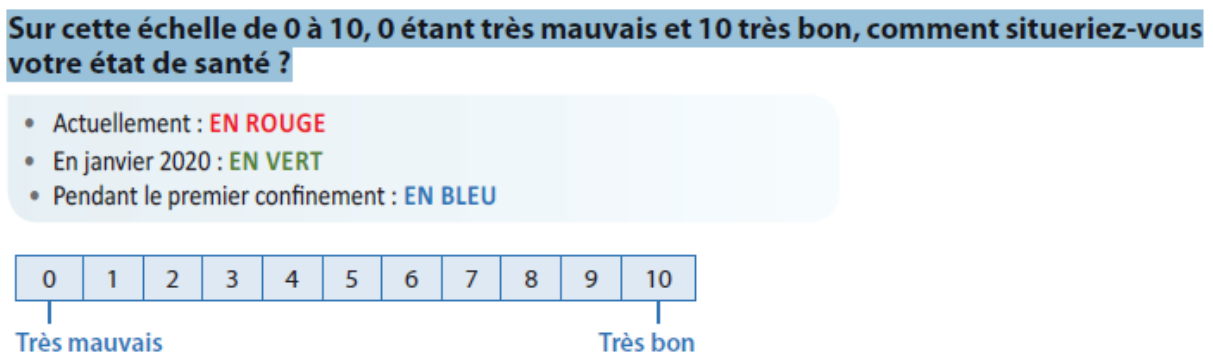 Sur cette échelle de 0 à 10, 0 étant très mauvais et 10 très bon, comment situeriez-vous
votre état de santé ?
• Actuellement : EN ROUGE
• En janvier 2020 : EN VERT
• Pendant le premier confinement : EN BLEU
0 1 2 3 4 5 6 7 8 9 10
Très mauvais Très bon